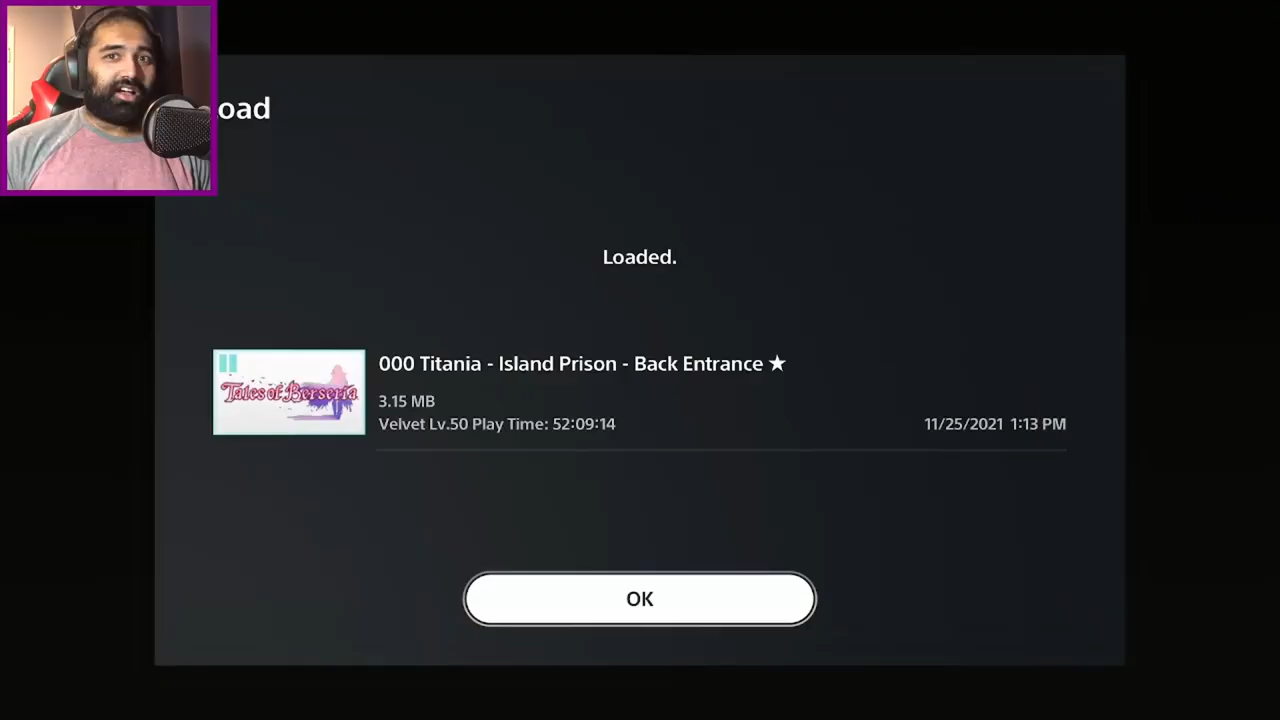 oad
Loaded.
000 Titania - Island Prison - Back Entrance ★
Tales of Berseria
3.15 MB
Velvet Lv.50 Play Time: 52:09:14
11/25/2021 1:13 PM
OK